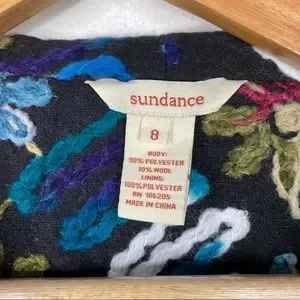 sundance
8
BODY:
90% POLYESTER
10% WOOL
LINING:
100% POLYESTER
RN 106205
MADE IN CHINA